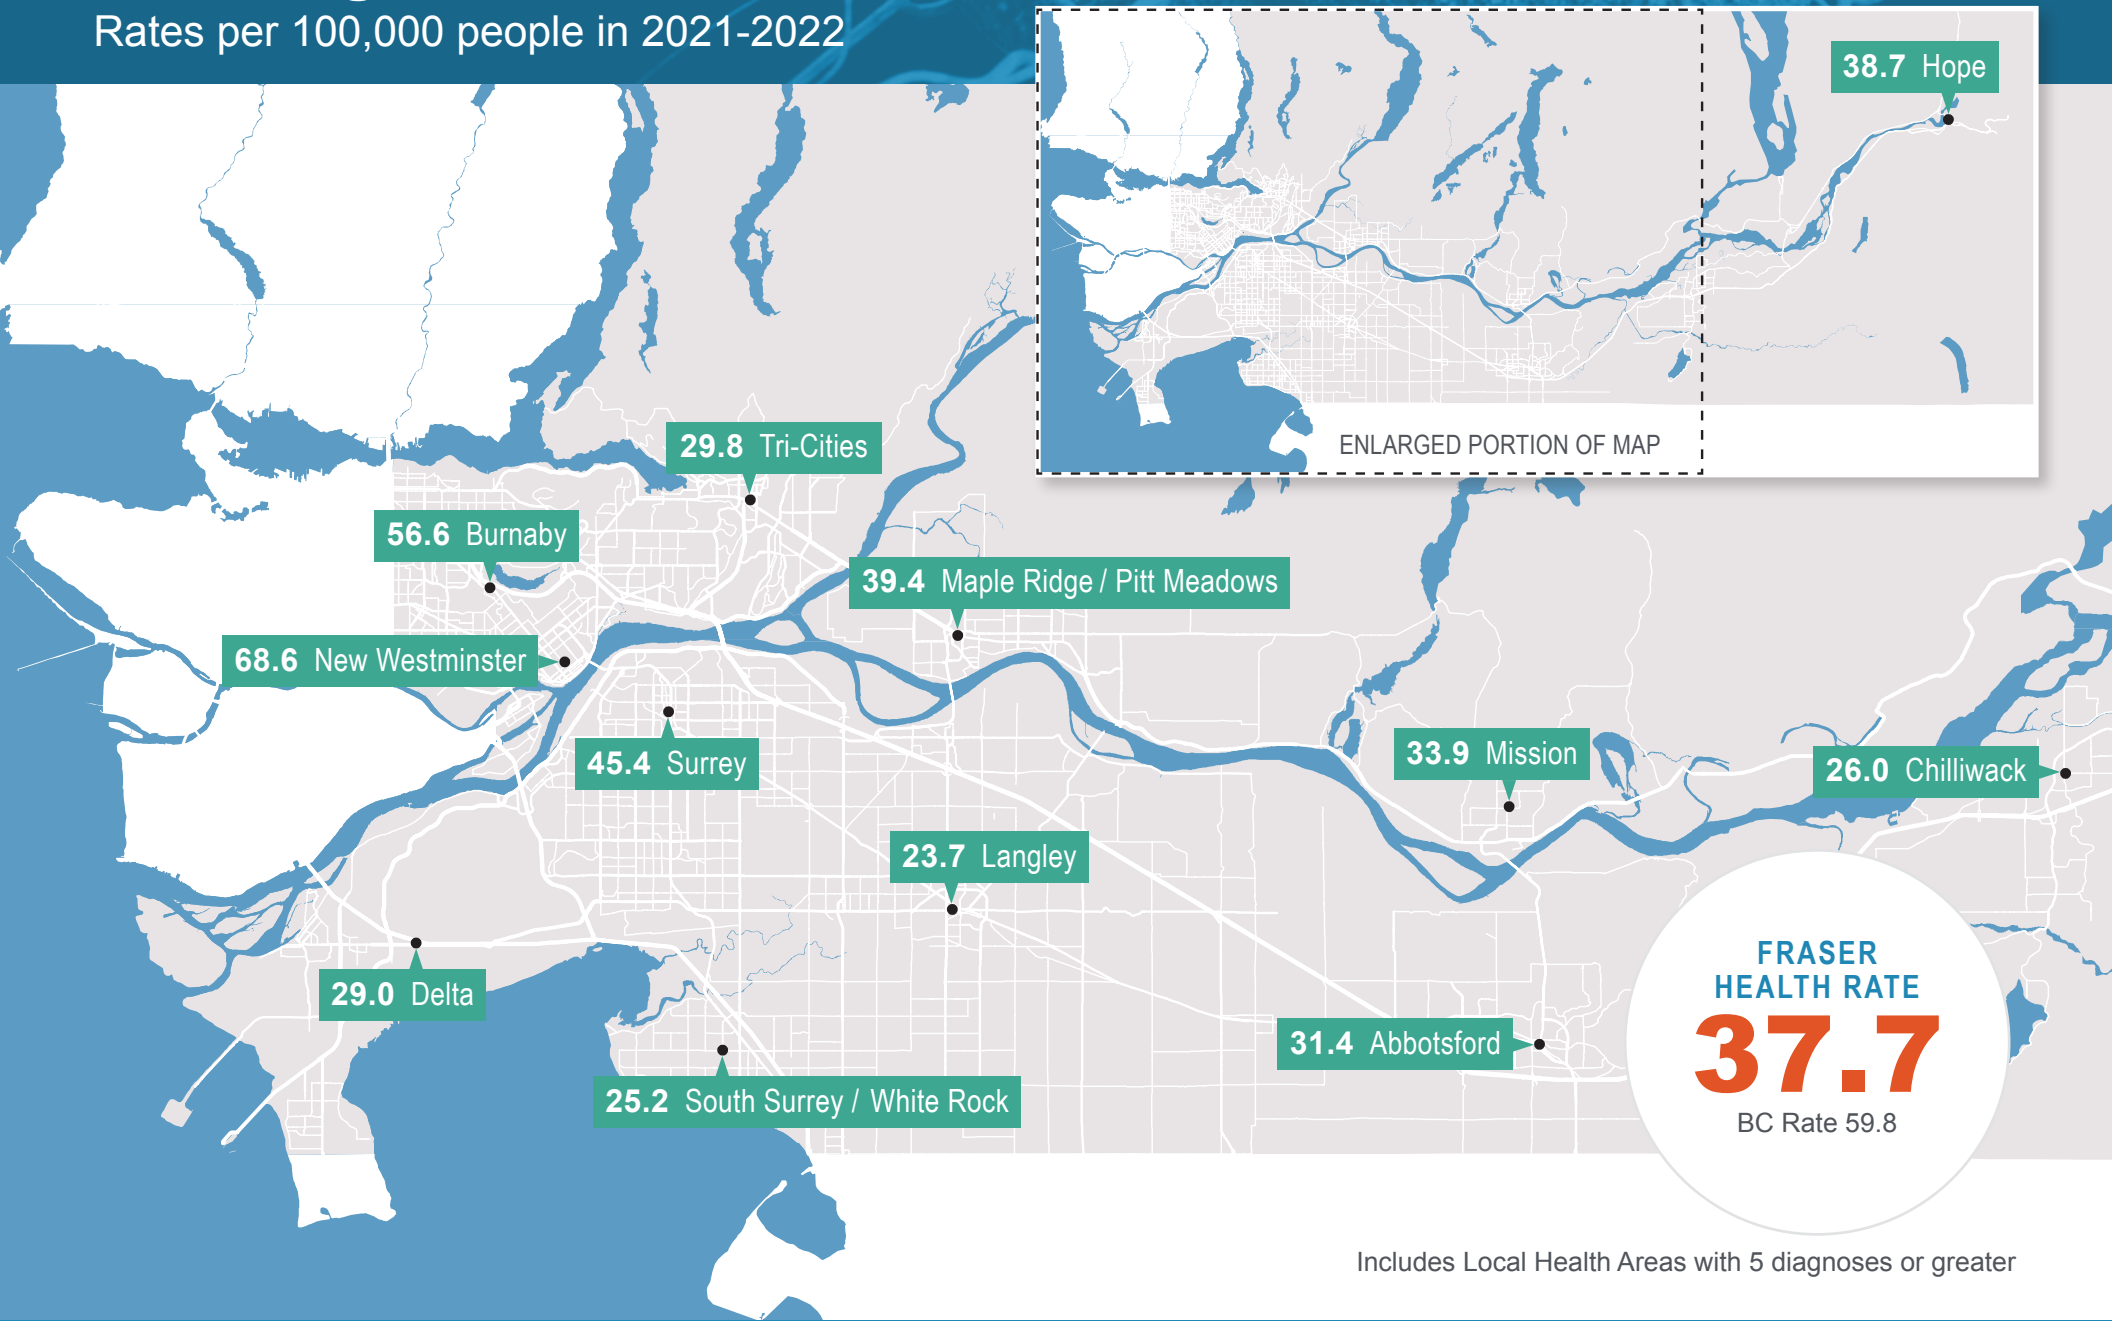 Rates per 100,000 people in 2021-2022
38.7 Hope
ENLARGED PORTION OF MAP
29.8 Tri-Cities
56.6 Burnaby
39.4 Maple Ridge / Pitt Meadows
68.6 New Westminster
45.4 Surrey
33.9 Mission
26.0 Chilliwack
23.7 Langley
29.0 Delta
31.4 Abbotsford
25.2 South Surrey / White Rock
FRASER
HEALTH RATE
37.7
BC Rate 59.8
Includes Local Health Areas with 5 diagnoses or greater